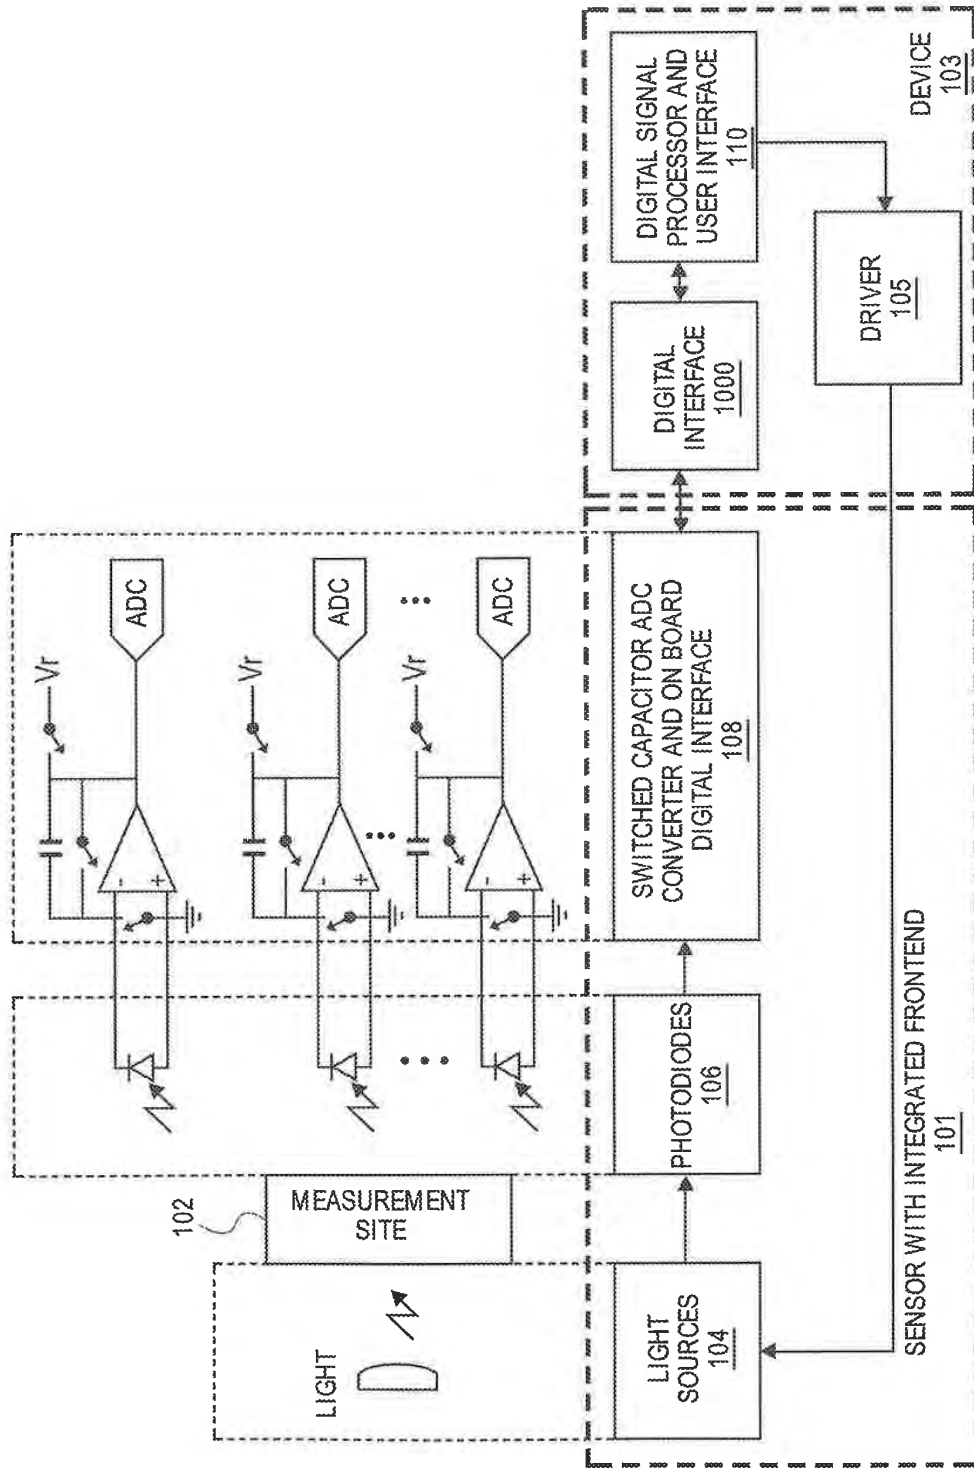 LIGHT
102
MEASUREMENT
SITE
Vr
ADC
- +
Vr
ADC
- +
Vr
ADC
- +
LIGHT
SOURCES
104
PHOTODIODES
106
SWITCHED CAPACITOR ADC
CONVERTER AND ON BOARD
DIGITAL INTERFACE
108
DIGITAL
INTERFACE
1000
DIGITAL SIGNAL
PROCESSOR AND
USER INTERFACE
110
DRIVER
105
SENSOR WITH INTEGRATED FRONTEND
101
DEVICE
103